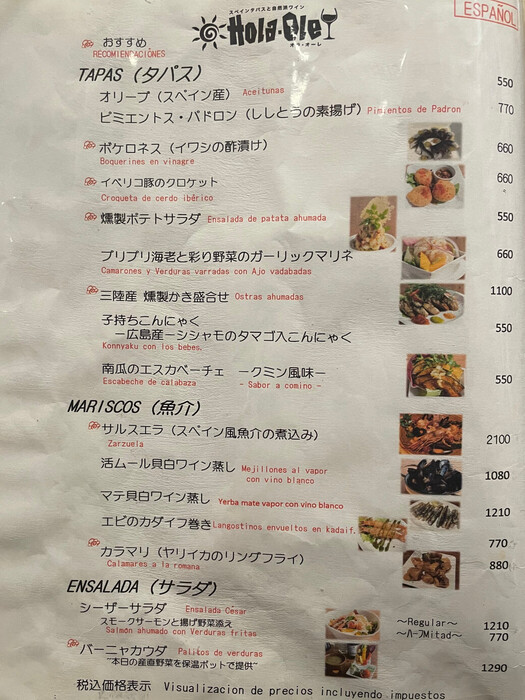 スペインタパスと自然派ワイン
Hola・Ole
オラ・オーレ
ESPAÑOL
おすすめ
RECOMIENDACIONES
TAPAS (タパス)
オリーブ (スペイン産) Aceitunas 550
ピミエントス・パドロン (ししとうの素揚げ) Pimientos de Padron 770
ボケロネス (イワシの酢漬け) 660
Boquerines en vinagre
イベリコ豚のクロケット 660
Croqueta de cerdo ibérico
燻製ポテトサラダ Ensalada de patata ahumada 550
プリプリ海老と彩り野菜のガーリックマリネ 660
Camarones y Verduras varradas con Ajo vadabadas
三陸産 燻製かき盛合せ Ostras ahumadas 1100
子持ちこんにゃく
−広島産−シシャモのタマゴ入こんにゃく 550
Konnyaku con los bebes.
南瓜のエスカベーチェ −クミン風味− 550
Escabeche de calabaza - Sabor a comino -
MARISCOS (魚介)
サルスエラ (スペイン風魚介の煮込み) 2100
Zarzuela
活ムール貝白ワイン蒸し Mejillones al vapor con vino blanco 1080
マテ貝白ワイン蒸し Yerba mate vapor con vino blanco 1210
エビのカダイフ巻き Langostinos envueltos en kadaif. 770
カラマリ (ヤリイカのリングフライ) 880
Calamares a la romana
ENSALADA (サラダ)
シーザーサラダ Ensalada César
スモークサーモンと揚げ野菜添え ～Regular～ 1210
Salmón ahumado con Verduras fritas ～ハーフMitad～ 770
バーニャカウダ Palitos de verduras
~本日の産直野菜を保温ポットで提供~ 1290
税込価格表示 Visualizacion de precios incluyendo impuestos